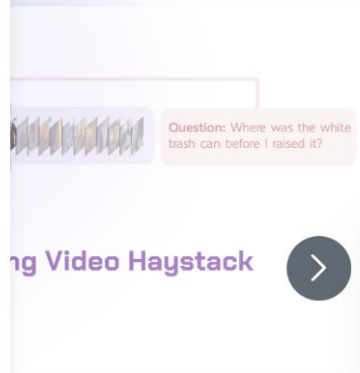 Question: Where was the white
trash can before I raised it?
ng Video Haystack